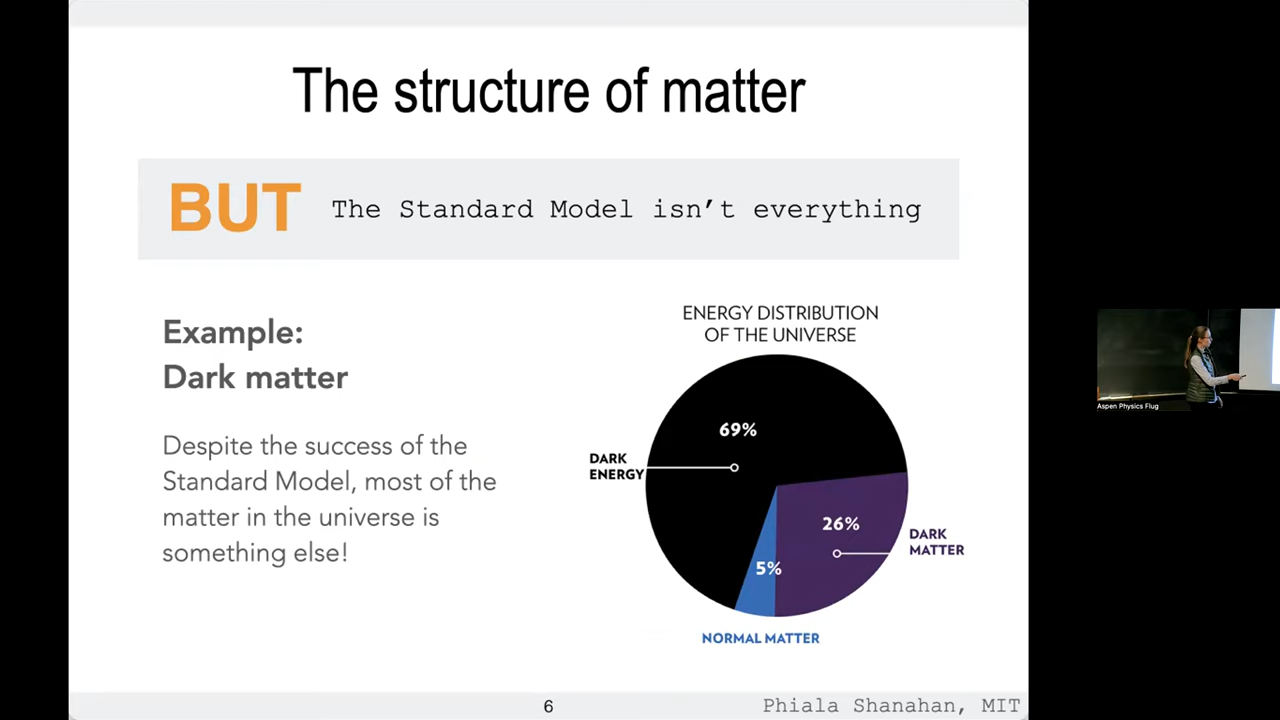 The structure of matter
BUT The Standard Model isn’t everything
Example:
Dark matter
Despite the success of the
Standard Model, most of the
matter in the universe is
something else!
ENERGY DISTRIBUTION
OF THE UNIVERSE
69%
DARK
ENERGY
26%
DARK
MATTER
5%
NORMAL MATTER
6
Phiala Shanahan, MIT
Aspen Physics Flug